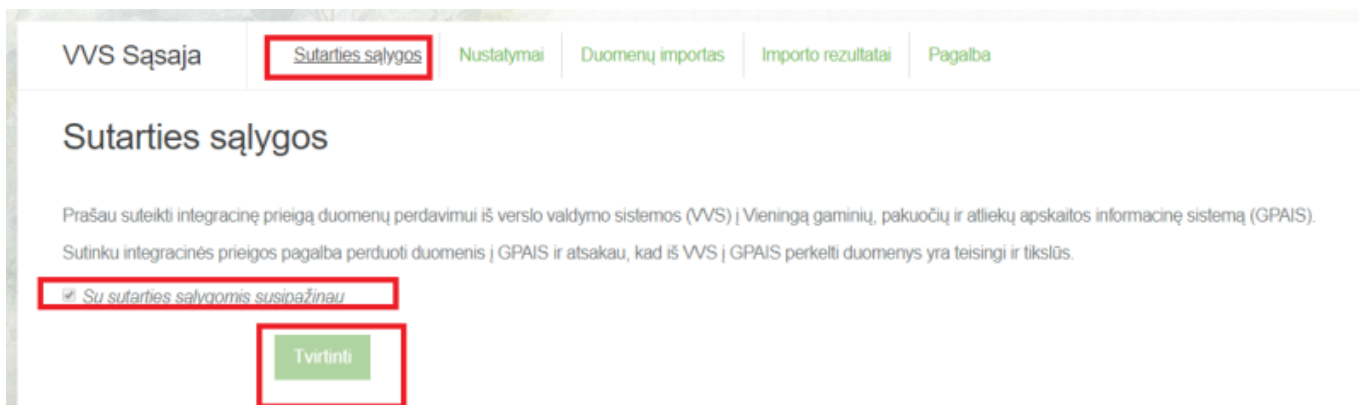 VVS Sąsaja Sutarties sąlygos Nustatymai Duomenų importas Importo rezultatai Pagalba
Sutarties sąlygos
Prašau suteikti integracinę prieigą duomenų perdavimui iš verslo valdymo sistemos (VVS) į Vieningą gaminių, pakuočių ir atliekų apskaitos informacinę sistemą (GPAIS).
Sutinku integracinės prieigos pagalba perduoti duomenis į GPAIS ir atsakau, kad iš VVS į GPAIS perkelti duomenys yra teisingi ir tikslūs.
Su sutarties sąlygomis susipažinau
Tvirtinti